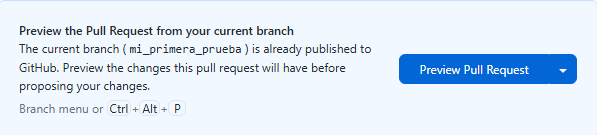 Preview the Pull Request from your current branch
The current branch ( mi_primera_prueba ) is already published to
GitHub. Preview the changes this pull request will have before
proposing your changes.
Branch menu or Ctrl + Alt + P
Preview Pull Request